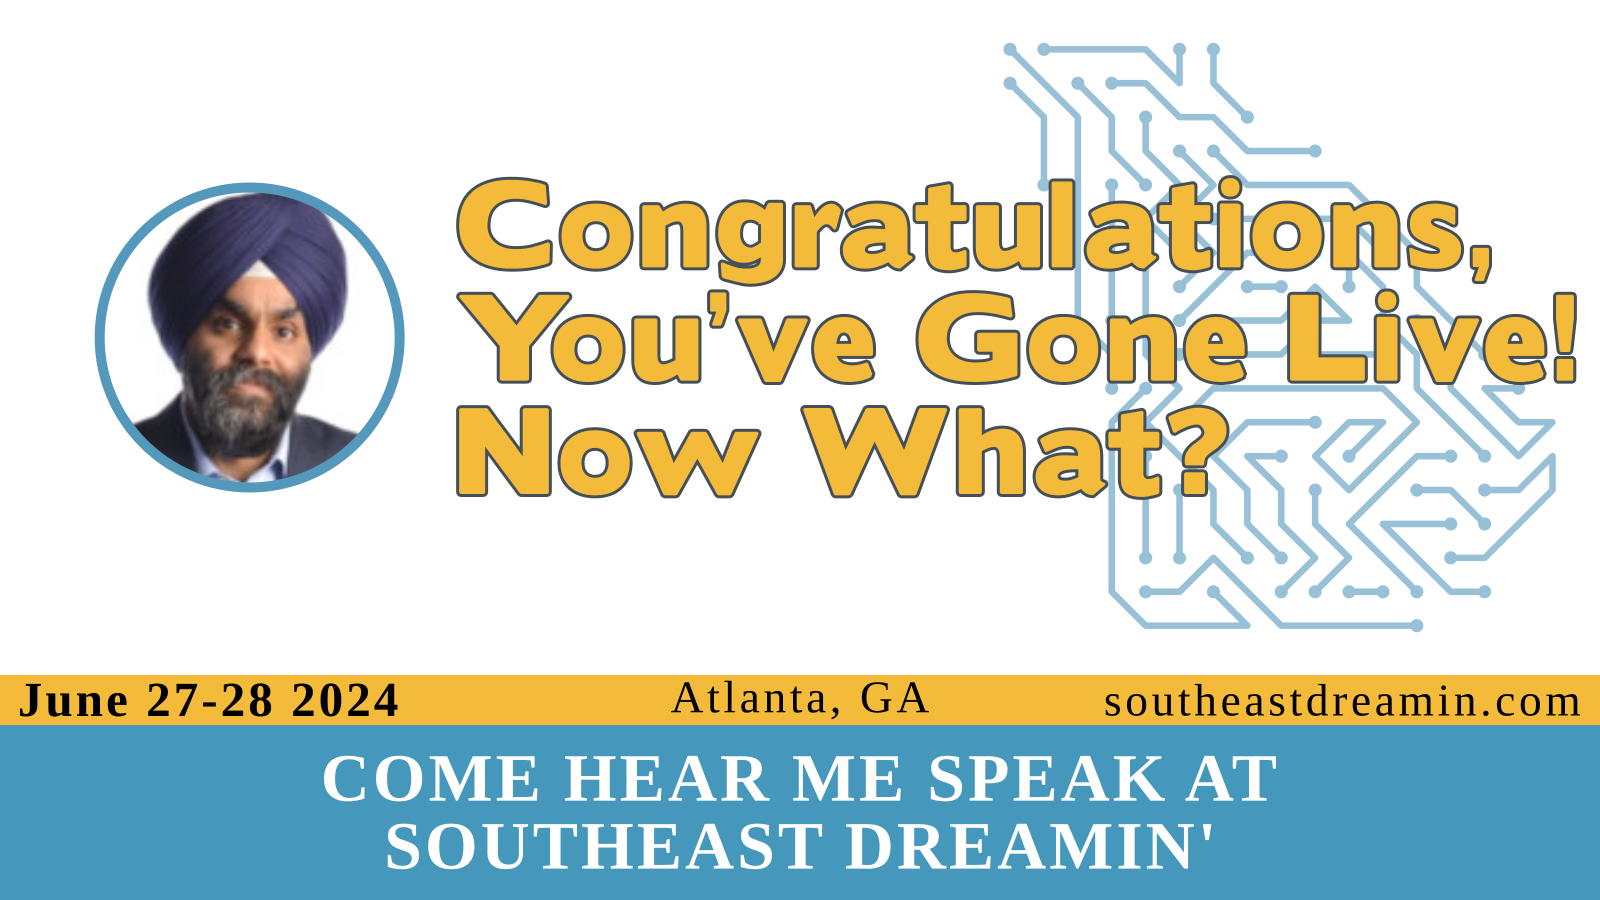 Congratulations,
You’ve Gone Live!
Now What?
June 27-28 2024
Atlanta, GA
southeastdreamin.com
COME HEAR ME SPEAK AT
SOUTHEAST DREAMIN'